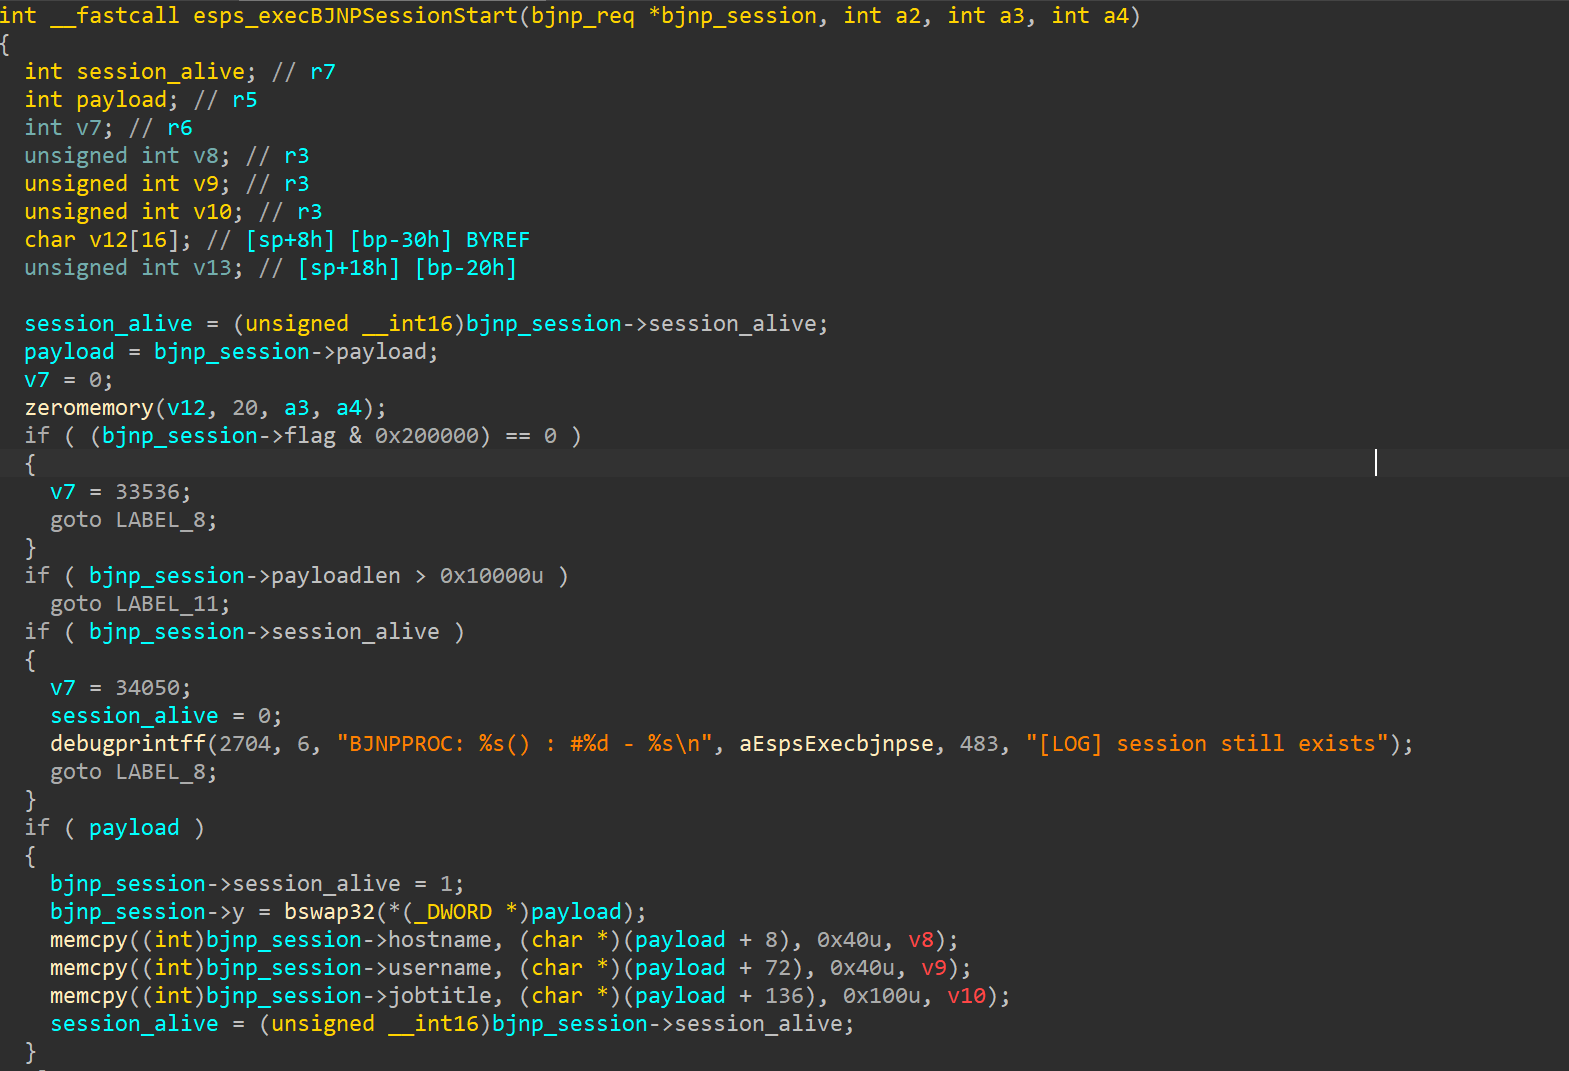 int __fastcall esps_execBJNPSessionStart(bjnp_req *bjnp_session, int a2, int a3, int a4)
{
  int session_alive; // r7
  int payload; // r5
  int v7; // r6
  unsigned int v8; // r3
  unsigned int v9; // r3
  unsigned int v10; // r3
  char v12[16]; // [sp+8h] [bp-30h] BYREF
  unsigned int v13; // [sp+18h] [bp-20h]

  session_alive = (unsigned __int16)bjnp_session->session_alive;
  payload = bjnp_session->payload;
  v7 = 0;
  zeromemory(v12, 20, a3, a4);
  if ( (bjnp_session->flag & 0x200000) == 0 )
  {
    v7 = 33536;
    goto LABEL_8;
  }
  if ( bjnp_session->payloadlen > 0x10000u )
    goto LABEL_11;
  if ( bjnp_session->session_alive )
  {
    v7 = 34050;
    session_alive = 0;
    debugprintff(2704, 6, "BJNPPROC: %s() : #%d - %s\n", aEspsExecbjnpse, 483, "[LOG] session still exists");
    goto LABEL_8;
  }
  if ( payload )
  {
    bjnp_session->session_alive = 1;
    bjnp_session->y = bswap32(*(_DWORD *)payload);
    memcpy((int)bjnp_session->hostname, (char *)(payload + 8), 0x40u, v8);
    memcpy((int)bjnp_session->username, (char *)(payload + 72), 0x40u, v9);
    memcpy((int)bjnp_session->jobtitle, (char *)(payload + 136), 0x100u, v10);
    session_alive = (unsigned __int16)bjnp_session->session_alive;
  }